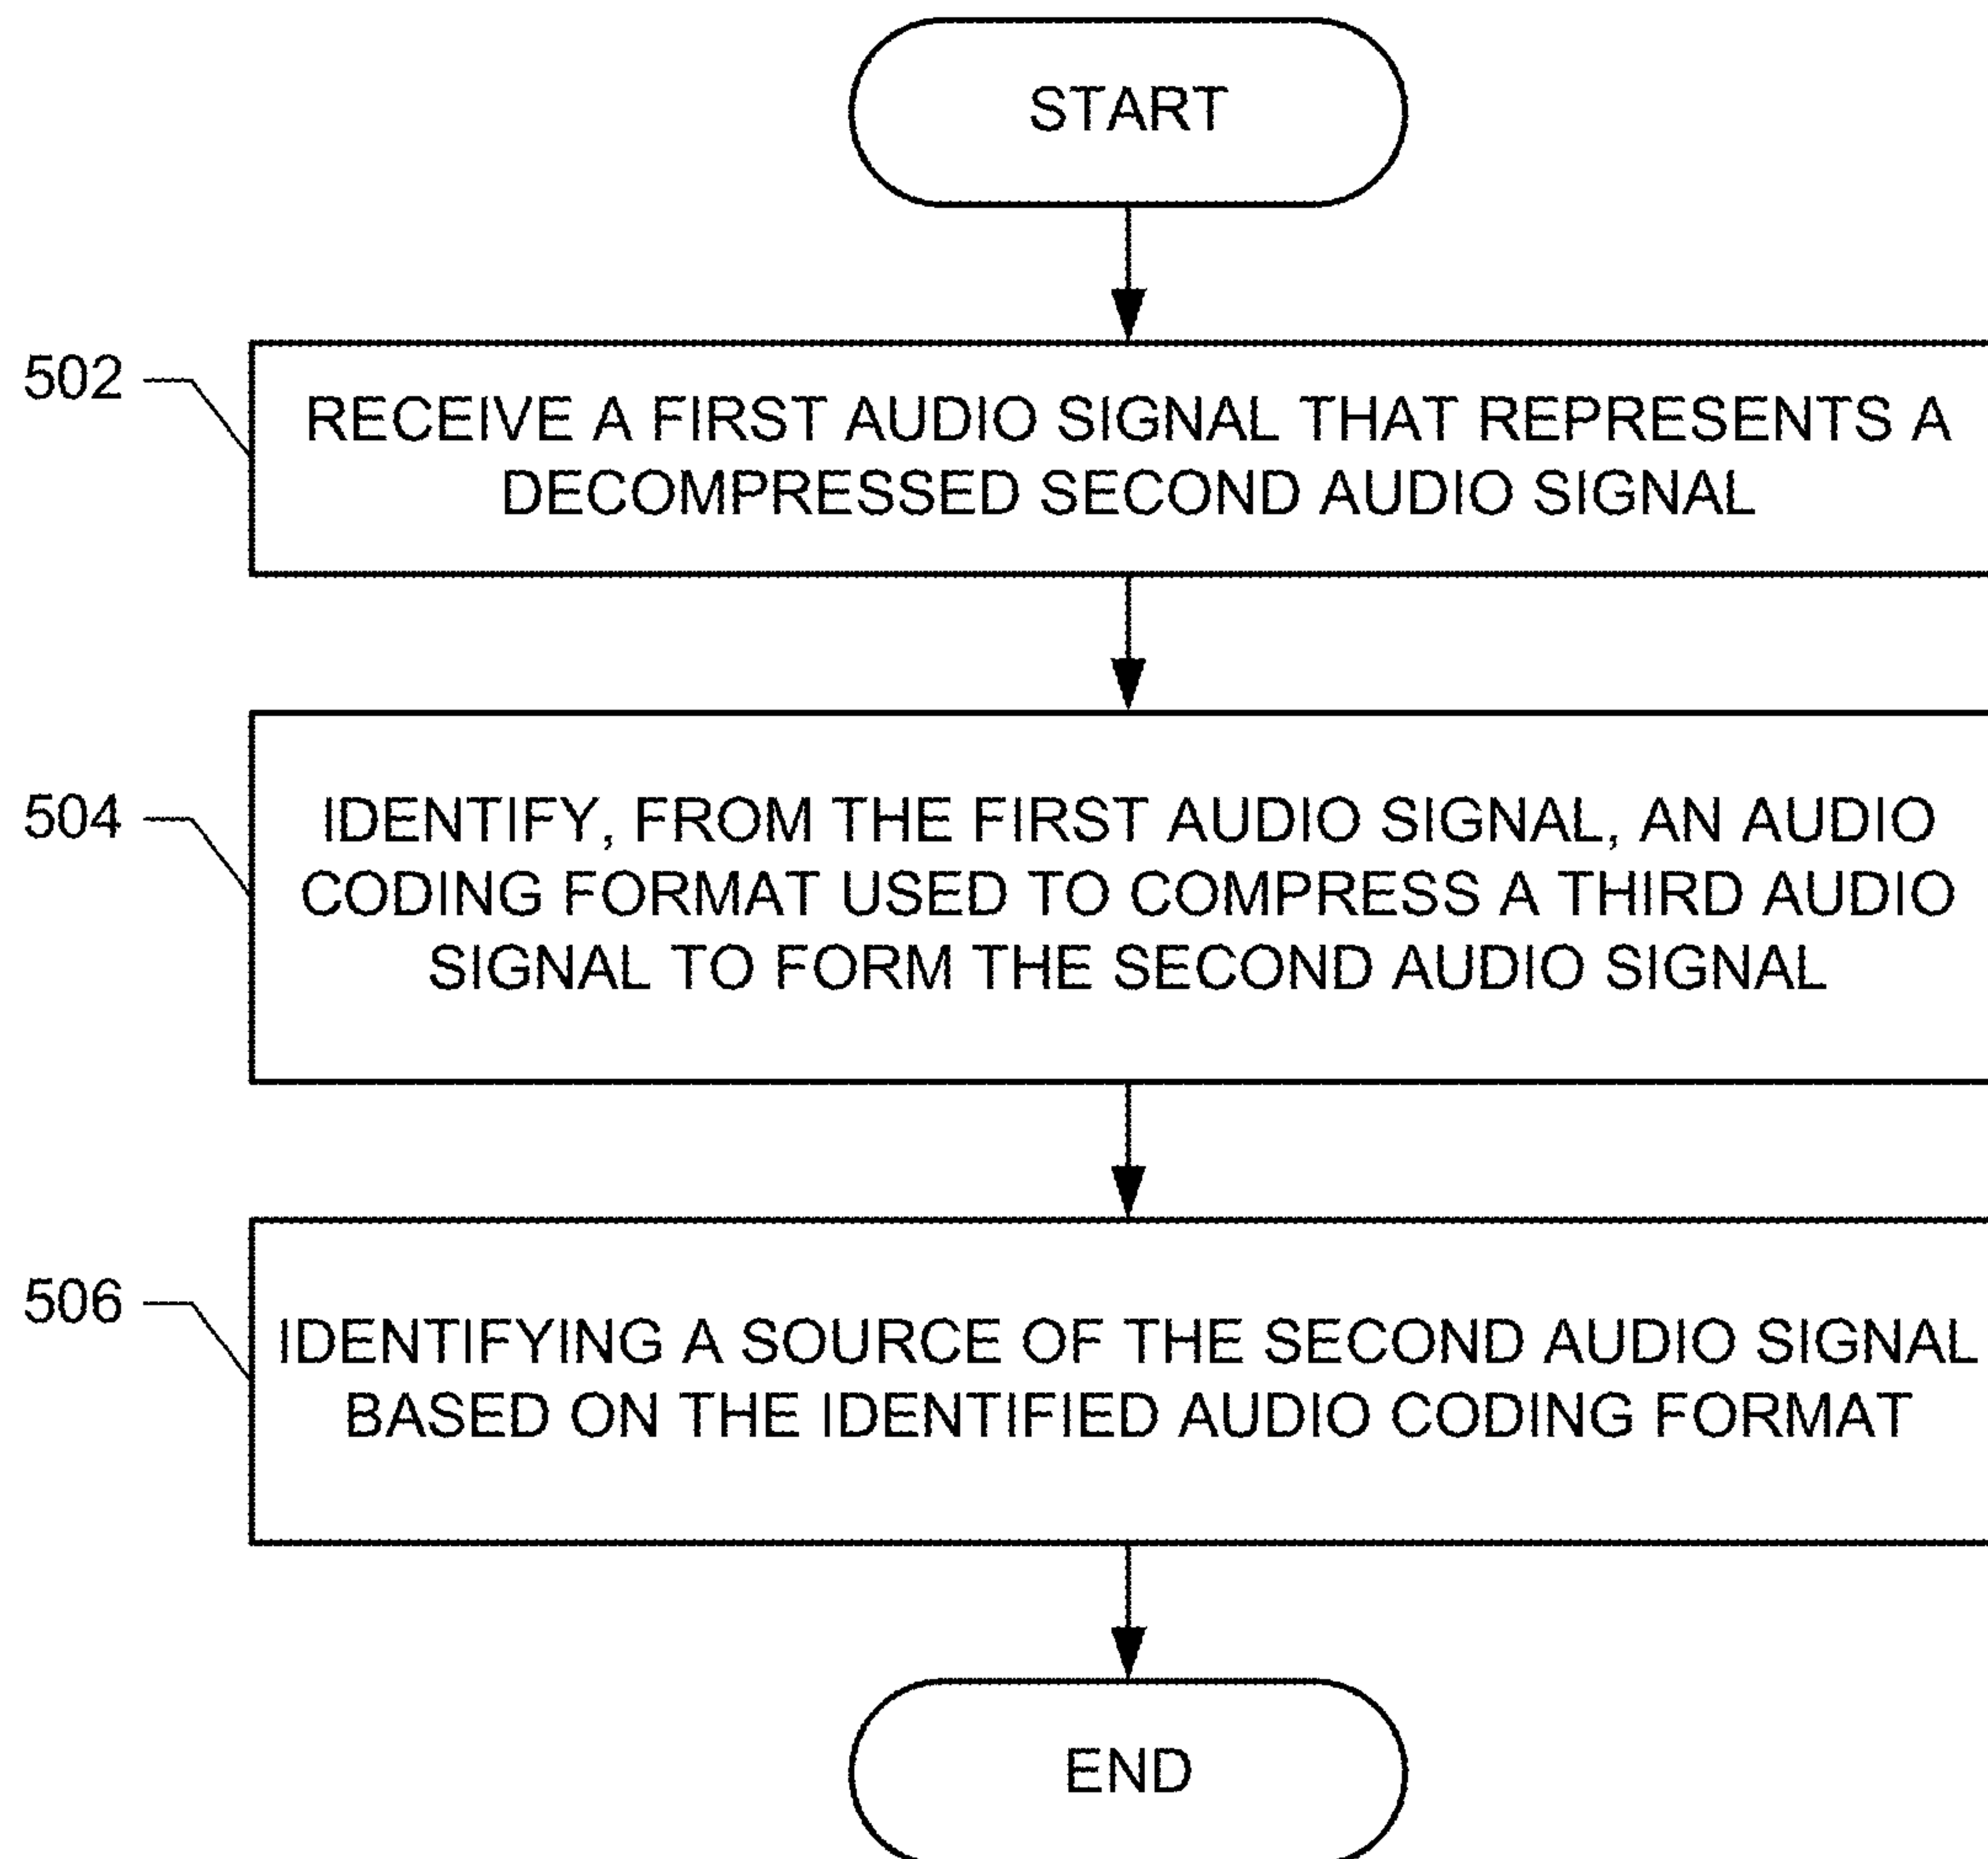 START
502
RECEIVE A FIRST AUDIO SIGNAL THAT REPRESENTS A
DECOMPRESSED SECOND AUDIO SIGNAL
504
IDENTIFY, FROM THE FIRST AUDIO SIGNAL, AN AUDIO
CODING FORMAT USED TO COMPRESS A THIRD AUDIO
SIGNAL TO FORM THE SECOND AUDIO SIGNAL
506
IDENTIFYING A SOURCE OF THE SECOND AUDIO SIGNAL
BASED ON THE IDENTIFIED AUDIO CODING FORMAT
END